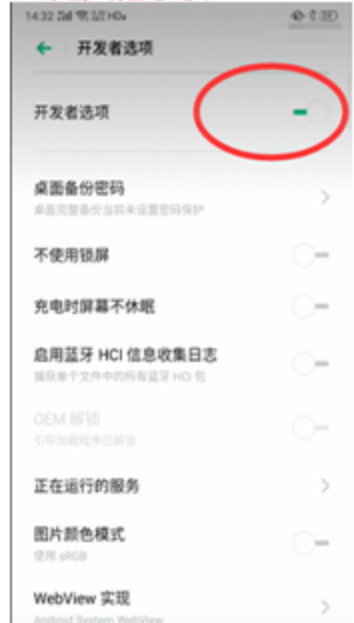 14:32
开发者选项
开发者选项
桌面备份密码
桌面完整备份当前未设置密码保护
不使用锁屏
充电时屏幕不休眠
启用蓝牙 HCI 信息收集日志
捕获单个文件中的所有蓝牙 HCI 包
OEM 解锁
引导加载程序已解锁
正在运行的服务
图片颜色模式
使用 sRGB
WebView 实现
Android System WebView